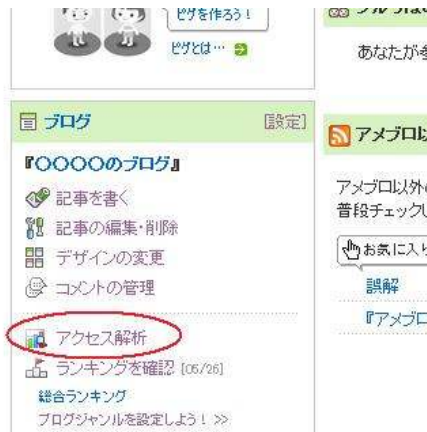 ピグを作ろう！
ピグとは…
ブログ [設定]
『〇〇〇〇のブログ』
記事を書く
記事の編集・削除
デザインの変更
コメントの管理
アクセス解析
ランキングを確認 [05/26]
総合ランキング
ブログジャンルを設定しよう！ >>
あなたが
アメブロ以
アメブロ以外
普段チェック
お気に入り
誤解
『アメブロ